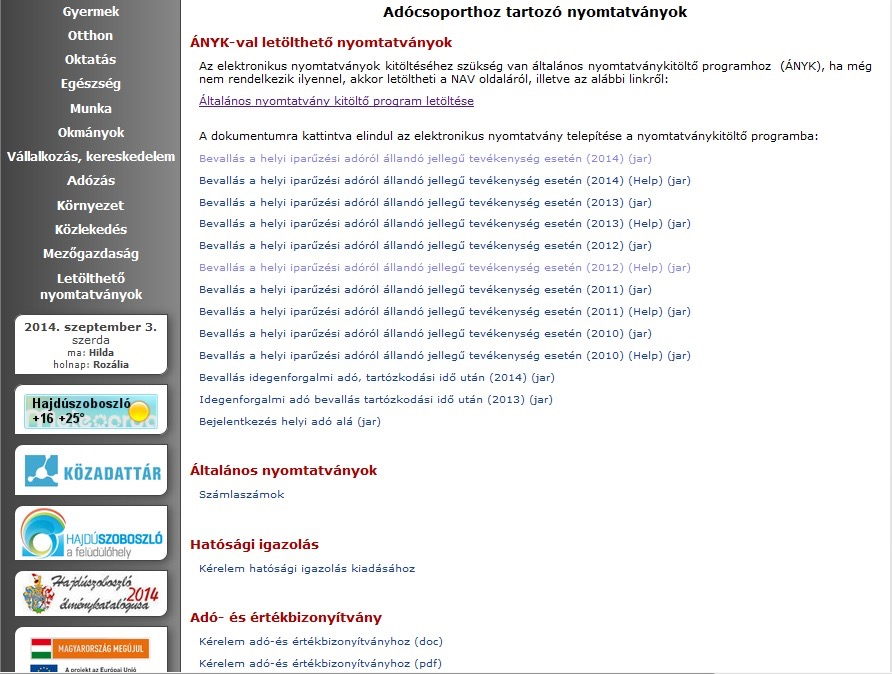 Gyermek
Otthon
Oktatás
Egészség
Munka
Okmányok
Vállalkozás, kereskedelem
Adózás
Környezet
Közlekedés
Mezőgazdaság
Letölthető
nyomtatványok
2014. szeptember 3.
szerda
ma: Hilda
holnap: Rozália
Hajdúszoboszló
+16 +25°
KÖZADATTÁR
HAJDÚSZOBOSZLÓ
a felüdülőhely
Hajdúszoboszló
élménykatalógusa
2014
MAGYARORSZÁG MEGÚJUL
A projekt az Európai Unió
Adócsoporthoz tartozó nyomtatványok
ÁNYK-val letölthető nyomtatványok
Az elektronikus nyomtatványok kitöltéséhez szükség van általános nyomtatványkitöltő programhoz (ÁNYK), ha még
nem rendelkezik ilyennel, akkor letöltheti a NAV oldaláról, illetve az alábbi linkről:
Általános nyomtatvány kitöltő program letöltése
A dokumentumra kattintva elindul az elektronikus nyomtatvány telepítése a nyomtatványkitöltő programba:
Bevallás a helyi iparűzési adóról állandó jellegű tevékenység esetén (2014) (jar)
Bevallás a helyi iparűzési adóról állandó jellegű tevékenység esetén (2014) (Help) (jar)
Bevallás a helyi iparűzési adóról állandó jellegű tevékenység esetén (2013) (jar)
Bevallás a helyi iparűzési adóról állandó jellegű tevékenység esetén (2013) (Help) (jar)
Bevallás a helyi iparűzési adóról állandó jellegű tevékenység esetén (2012) (jar)
Bevallás a helyi iparűzési adóról állandó jellegű tevékenység esetén (2012) (Help) (jar)
Bevallás a helyi iparűzési adóról állandó jellegű tevékenység esetén (2011) (jar)
Bevallás a helyi iparűzési adóról állandó jellegű tevékenység esetén (2011) (Help) (jar)
Bevallás a helyi iparűzési adóról állandó jellegű tevékenység esetén (2010) (jar)
Bevallás a helyi iparűzési adóról állandó jellegű tevékenység esetén (2010) (Help) (jar)
Bevallás idegenforgalmi adó, tartózkodási idő után (2014) (jar)
Idegenforgalmi adó bevallás tartózkodási idő után (2013) (jar)
Bejelentkezés helyi adó alá (jar)
Általános nyomtatványok
Számlaszámok
Hatósági igazolás
Kérelem hatósági igazolás kiadásához
Adó- és értékbizonyítvány
Kérelem adó-és értékbizonyítványhoz (doc)
Kérelem adó-és értékbizonyítványhoz (pdf)